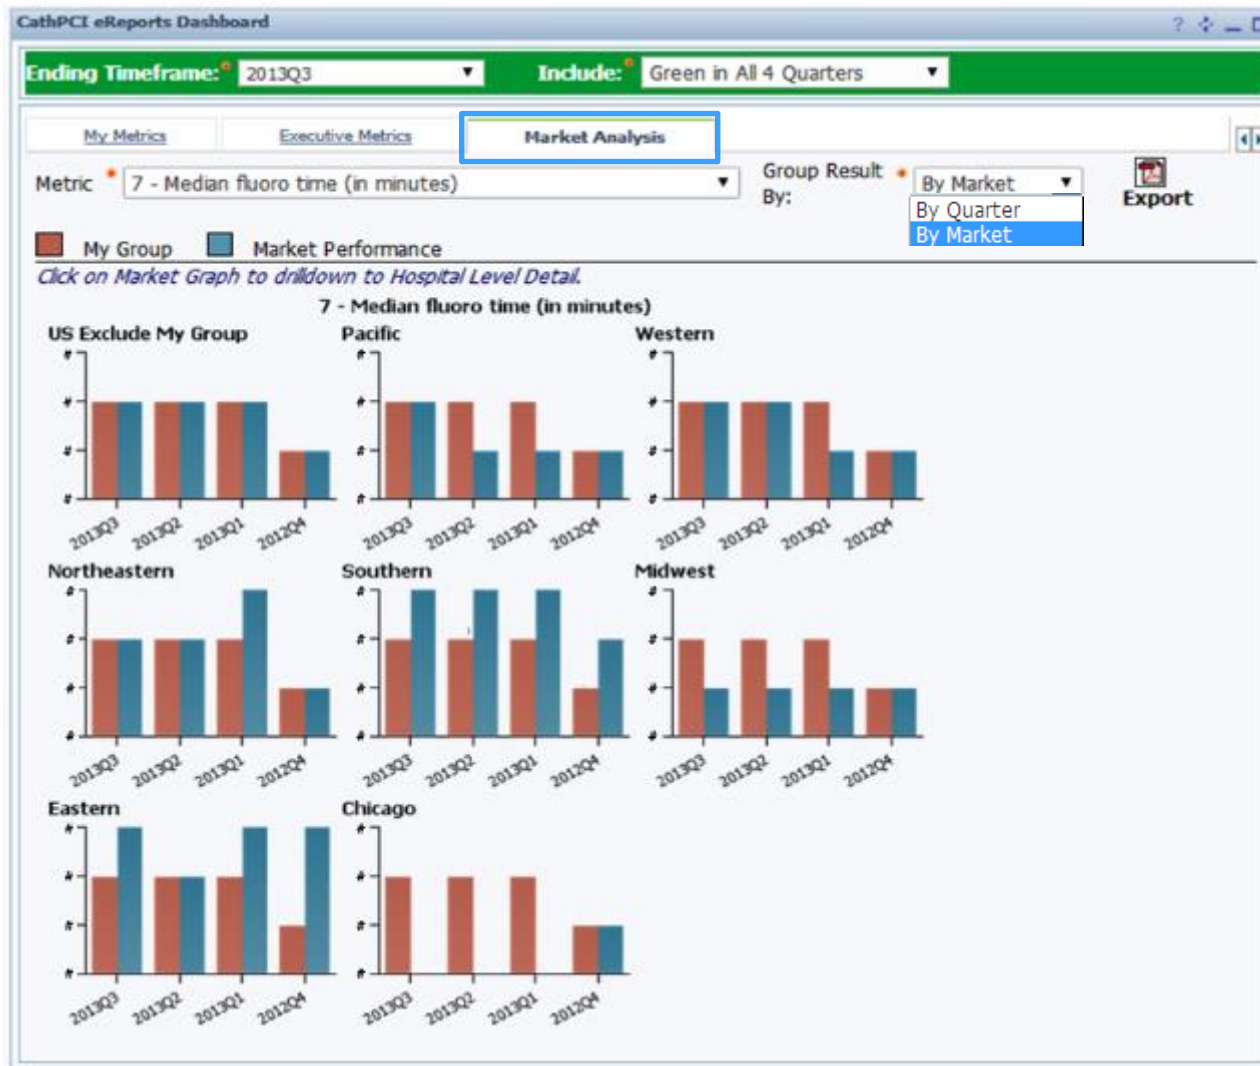 CathPCI eReports Dashboard ?
Ending Timeframe:* 2013Q3 Include:* Green in All 4 Quarters
My Metrics Executive Metrics Market Analysis
Metric * 7 - Median fluoro time (in minutes) Group Result By: * By Market Export
By Quarter
By Market
My Group Market Performance
Click on Market Graph to drilldown to Hospital Level Detail.
7 - Median fluoro time (in minutes)
US Exclude My Group Pacific Western
# # #
# # #
# # #
# # #
2013Q3 2013Q2 2013Q1 2012Q4 2013Q3 2013Q2 2013Q1 2012Q4 2013Q3 2013Q2 2013Q1 2012Q4
Northeastern Southern Midwest
# # #
# # #
# # #
# # #
2013Q3 2013Q2 2013Q1 2012Q4 2013Q3 2013Q2 2013Q1 2012Q4 2013Q3 2013Q2 2013Q1 2012Q4
Eastern Chicago
# #
# #
# #
# #
2013Q3 2013Q2 2013Q1 2012Q4 2013Q3 2013Q2 2013Q1 2012Q4